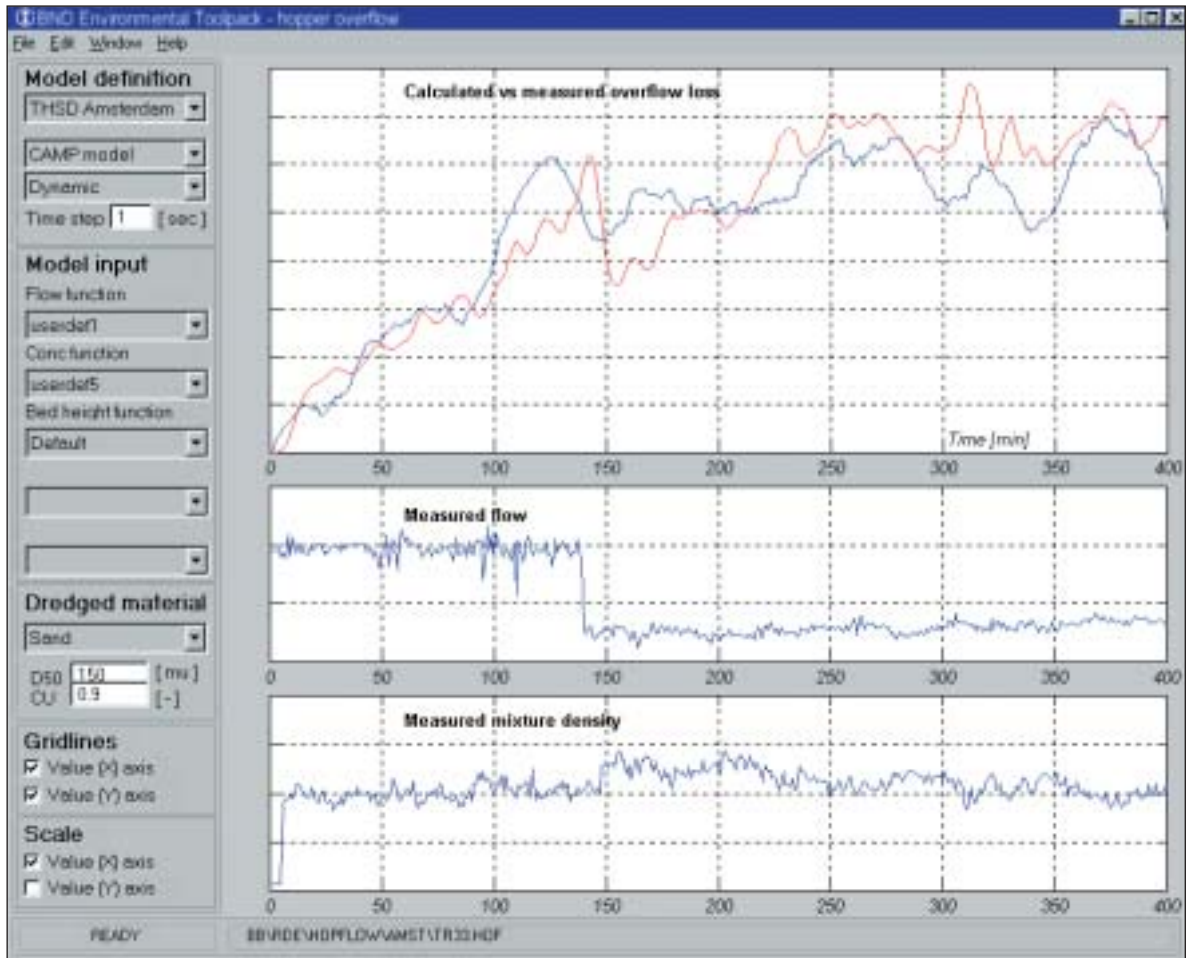 BND Environmental Toolpack - hopper overflow
File Edit Window Help
Model definition
THSD Amsterdam
CAMP model
Dynamic
Time step 1 [sec]
Model input
Flow function
userdef1
Conc function
userdef5
Bed height function
Default
Dredged material
Sand
D50 150 [mu]
0.9 [-]
Gridlines
Value (X) axis
Value (Y) axis
Scale
Value (X) axis
Value (Y) axis
READY
Calculated vs measured overflow loss
Time [min]
0 50 100 150 200 250 300 350 400
Measured flow
0 50 100 150 200 250 300 350 400
Measured mixture density
0 50 100 150 200 250 300 350 400